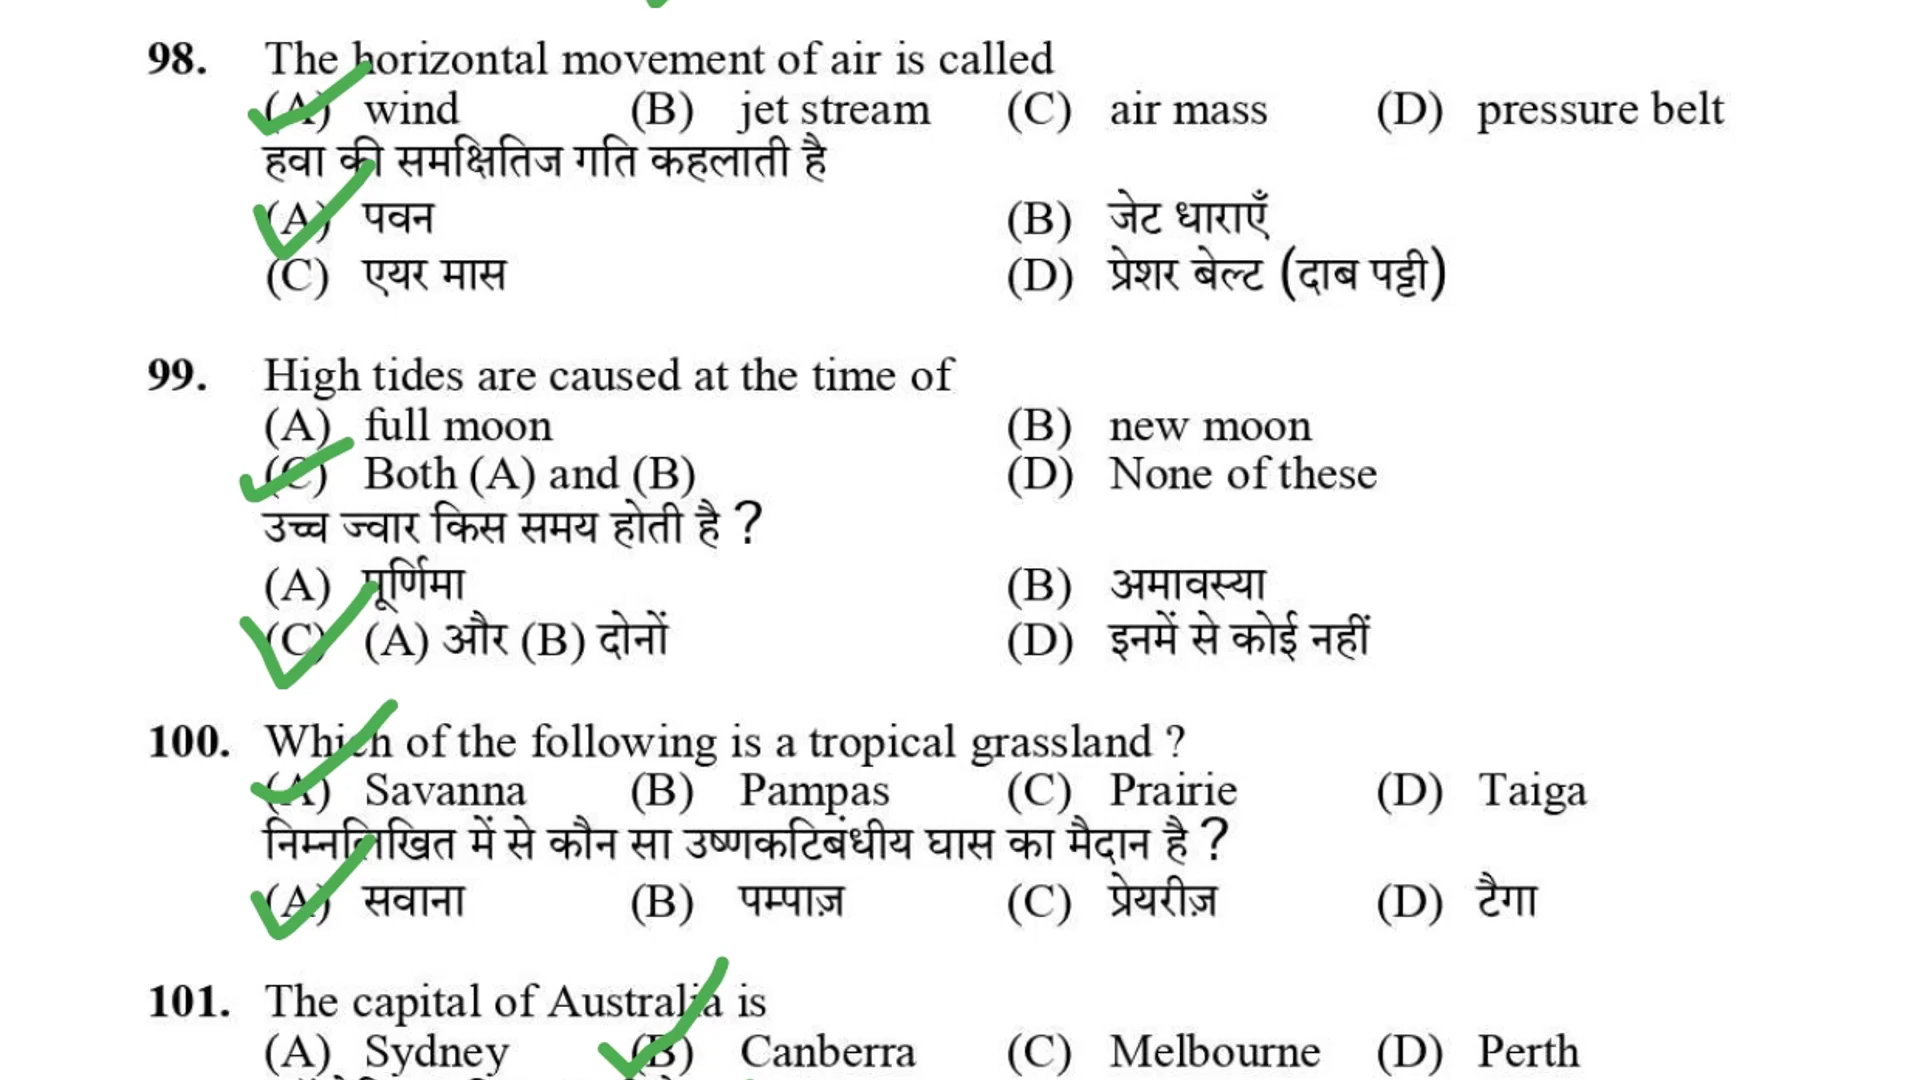 98. The horizontal movement of air is called
(A) wind (B) jet stream (C) air mass (D) pressure belt
हवा की समक्षितिज गति कहलाती है
(A) पवन (B) जेट धाराएँ
(C) एयर मास (D) प्रेशर बेल्ट (दाब पट्टी)
99. High tides are caused at the time of
(A) full moon (B) new moon
(C) Both (A) and (B) (D) None of these
उच्च ज्वार किस समय होती है ?
(A) पूर्णिमा (B) अमावस्या
(C) (A) और (B) दोनों (D) इनमें से कोई नहीं
100. Which of the following is a tropical grassland ?
(A) Savanna (B) Pampas (C) Prairie (D) Taiga
निम्नलिखित में से कौन सा उष्णकटिबंधीय घास का मैदान है ?
(A) सवाना (B) पम्पाज़ (C) प्रेयरीज़ (D) टैगा
101. The capital of Australia is
(A) Sydney (B) Canberra (C) Melbourne (D) Perth